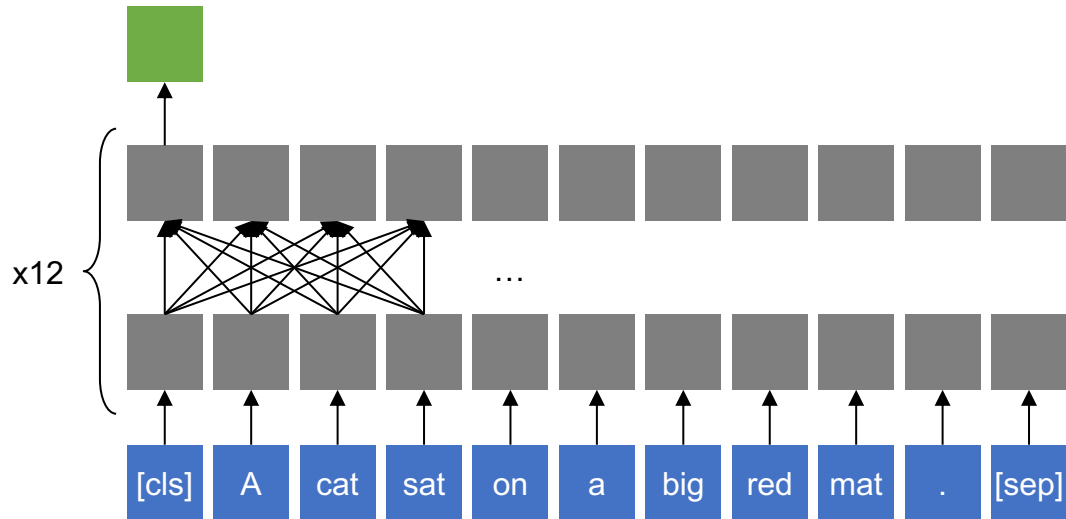 x12
...
[cls] A cat sat on a big red mat . [sep]